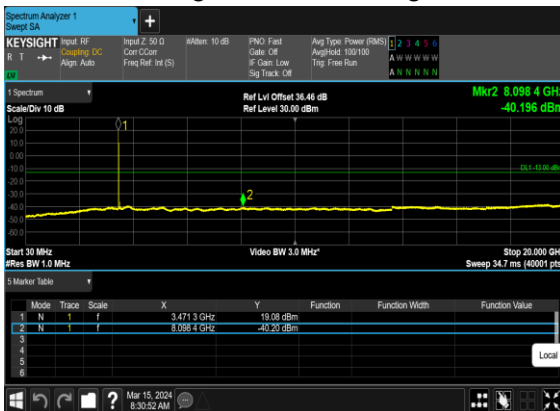 Spectrum Analyzer 1
Swept SA
+
KEYSIGHT Input: RF Input Z: 50 Ω #Atten: 10 dB PNO: Fast Avg Type: Power (RMS) 1 2 3 4 5 6
R T Coupling: DC Corr CCorr Gate: Off Avg|Hold: 100/100 A W W W W W
Align: Auto Freq Ref: Int (S) IF Gain: Low Trig: Free Run
Sig Track: Off A N N N N N
1 Spectrum Ref Lvl Offset 36.46 dB Mkr2 8.098 4 GHz
Scale/Div 10 dB Ref Level 30.00 dBm -40.196 dBm
Log
1
20.0
10.0
0.00
-10.0
DL1 -13.00 dBm
-20.0
-30.0
2
-40.0
-50.0
-60.0
Start 30 MHz Video BW 3.0 MHz* Stop 20.000 GH
#Res BW 1.0 MHz Sweep 34.7 ms (40001 pts
5 Marker Table
Mode Trace Scale X Y Function Function Width Function Value
1 N 1 f 3.471 3 GHz 19.08 dBm
2 N 1 f 8.098 4 GHz -40.20 dBm
3
4
5
6
Local
? Mar 15, 2024
8:30:52 AM